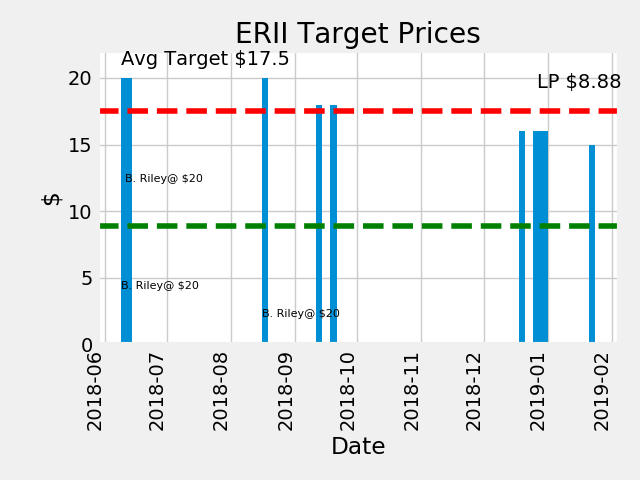 ERII Target Prices
Avg Target $17.5
LP $8.88
20
15
10
5
0
$
B. Riley@ $20
B. Riley@ $20
B. Riley@ $20
2018-06
2018-07
2018-08
2018-09
2018-10
2018-11
2018-12
2019-01
2019-02
Date